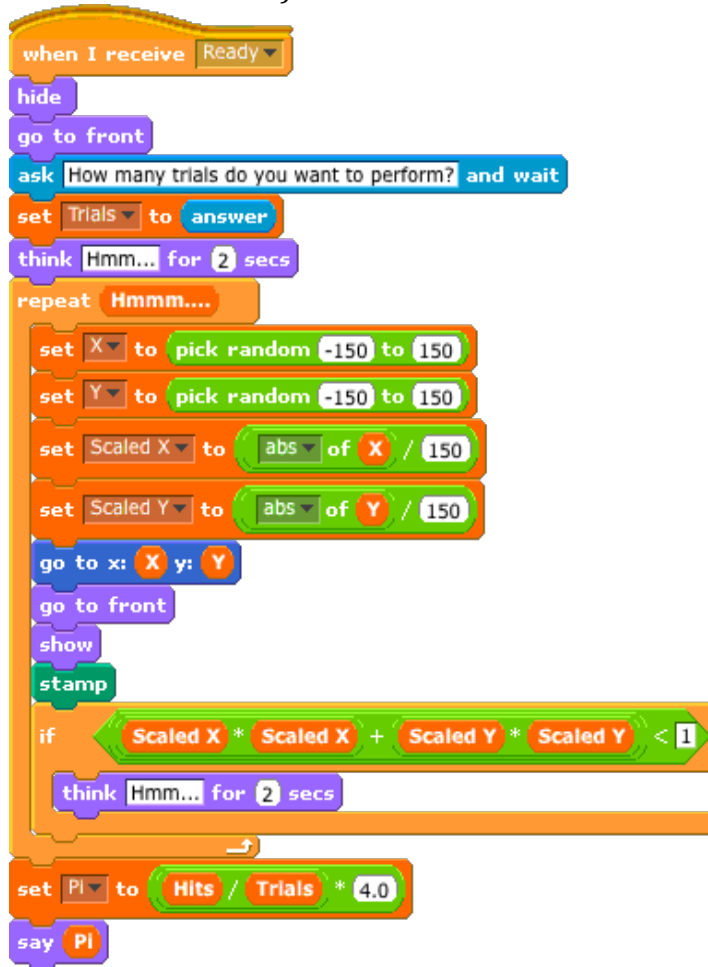 when I receive Ready
hide
go to front
ask How many trials do you want to perform? and wait
set Trials to answer
think Hmm... for 2 secs
repeat Hmmm....
set X to pick random -150 to 150
set Y to pick random -150 to 150
set Scaled X to abs of X / 150
set Scaled Y to abs of Y / 150
go to x: X y: Y
go to front
show
stamp
if Scaled X * Scaled X + Scaled Y * Scaled Y < 1
think Hmm... for 2 secs
set Pi to Hits / Trials * 4.0
say Pi